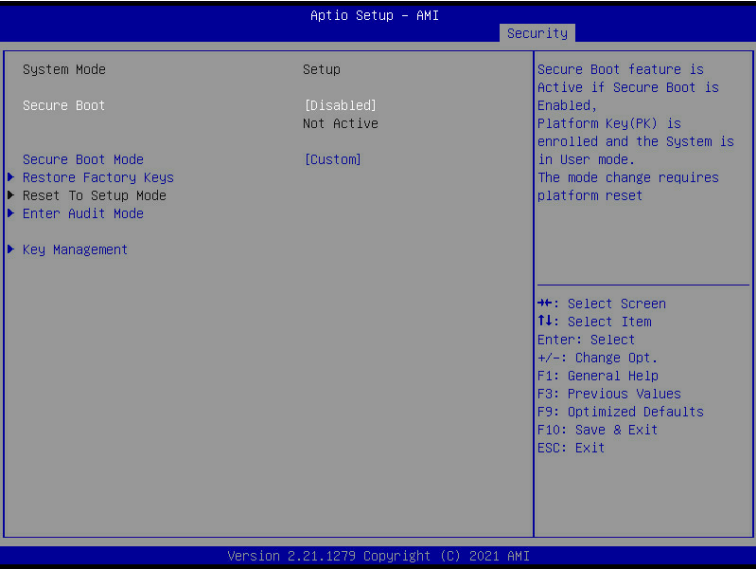 Aptio Setup – AMI
Security
System Mode Setup
Secure Boot [Disabled]
Not Active
Secure Boot Mode [Custom]
Restore Factory Keys
Reset To Setup Mode
Enter Audit Mode
Key Management
Secure Boot feature is
Active if Secure Boot is
Enabled,
Platform Key(PK) is
enrolled and the System is
in User mode.
The mode change requires
platform reset
→←: Select Screen
↑↓: Select Item
Enter: Select
+/-: Change Opt.
F1: General Help
F3: Previous Values
F9: Optimized Defaults
F10: Save & Exit
ESC: Exit
Version 2.21.1279 Copyright (C) 2021 AMI